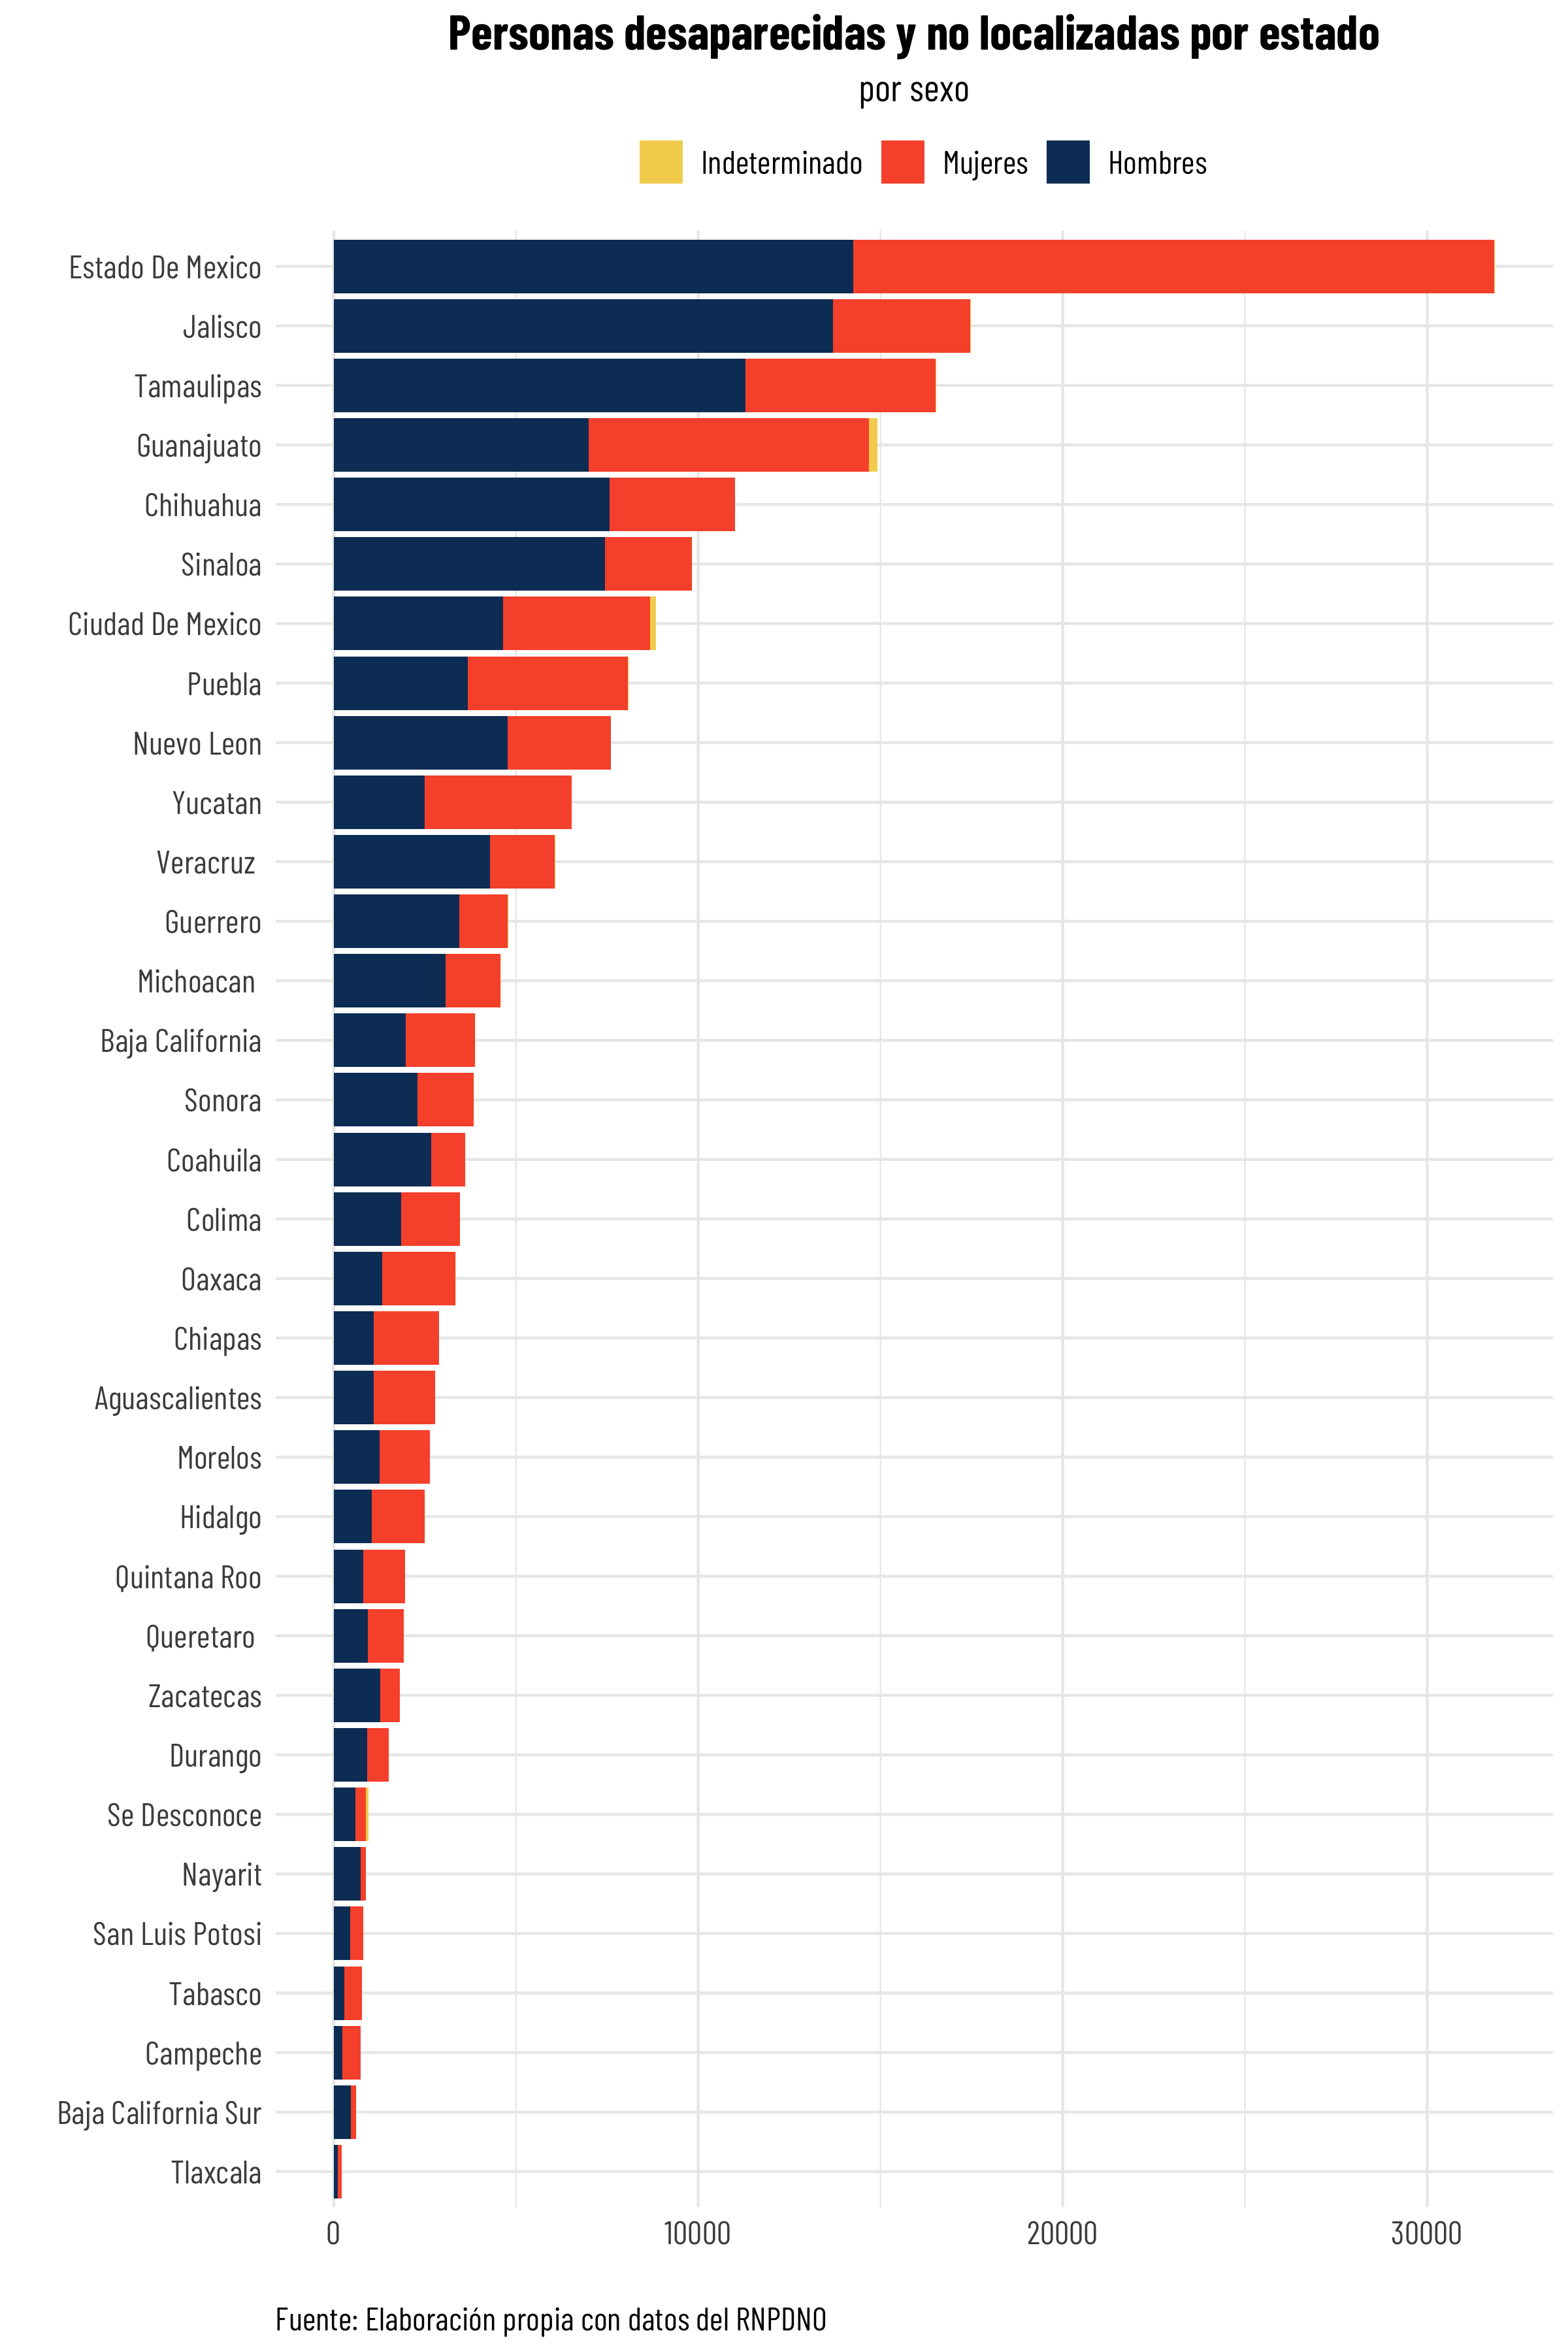 Personas desaparecidas y no localizadas por estado
por sexo
Indeterminado Mujeres Hombres
Estado De Mexico
Jalisco
Tamaulipas
Guanajuato
Chihuahua
Sinaloa
Ciudad De Mexico
Puebla
Nuevo Leon
Yucatan
Veracruz
Guerrero
Michoacan
Baja California
Sonora
Coahuila
Colima
Oaxaca
Chiapas
Aguascalientes
Morelos
Hidalgo
Quintana Roo
Queretaro
Zacatecas
Durango
Se Desconoce
Nayarit
San Luis Potosi
Tabasco
Campeche
Baja California Sur
Tlaxcala
0 10000 20000 30000
Fuente: Elaboración propia con datos del RNPDNO